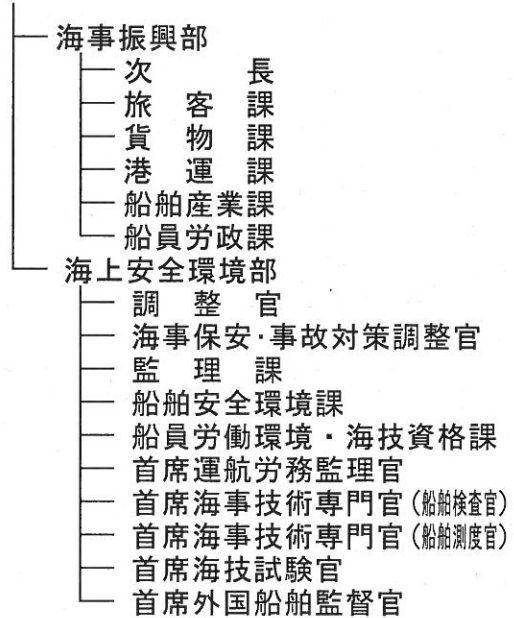 海事振興部
次長
旅客課
貨物課
港運課
船舶産業課
船員労政課
海上安全環境部
調整官
海事保安・事故対策調整官
監理課
船舶安全環境課
船員労働環境・海技資格課
首席運航労務監理官
首席海事技術専門官(船舶検査官)
首席海事技術専門官(船舶測度官)
首席海技試験官
首席外国船舶監督官